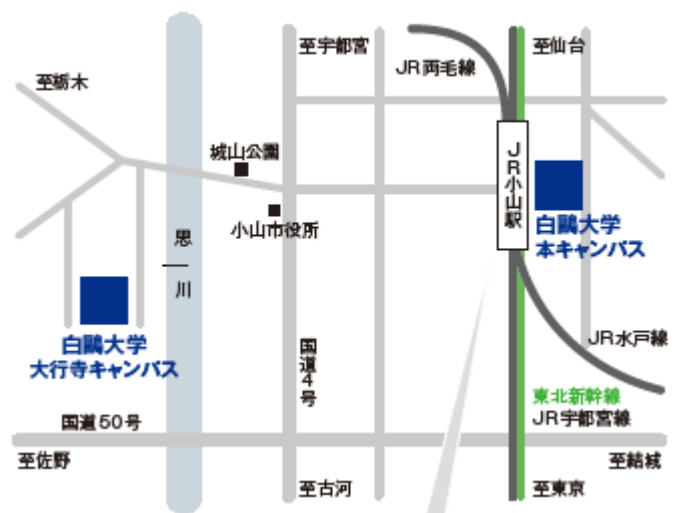 至宇都宮
至仙台
JR両毛線
至栃木
城山公園
JR小山駅
白鷗大学
本キャンパス
小山市役所
思川
白鷗大学
大行寺キャンパス
国道4号
JR水戸線
東北新幹線
JR宇都宮線
国道50号
至佐野
至結城
至古河
至東京